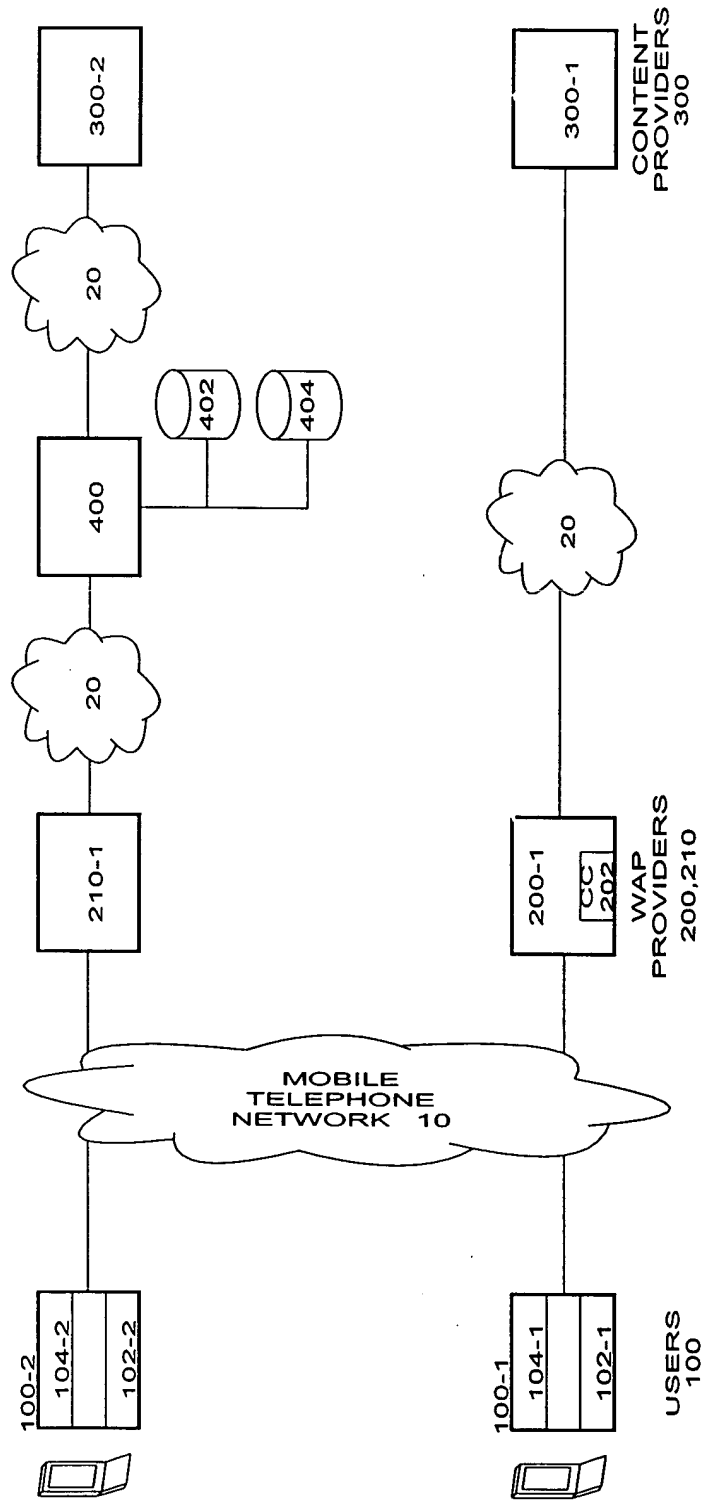 100-2
104-2
102-2
210-1
20
400
402
404
20
300-2
MOBILE
TELEPHONE
NETWORK 10
100-1
104-1
102-1
USERS
100
200-1
CC
202
WAP
PROVIDERS
200,210
20
300-1
CONTENT
PROVIDERS
300